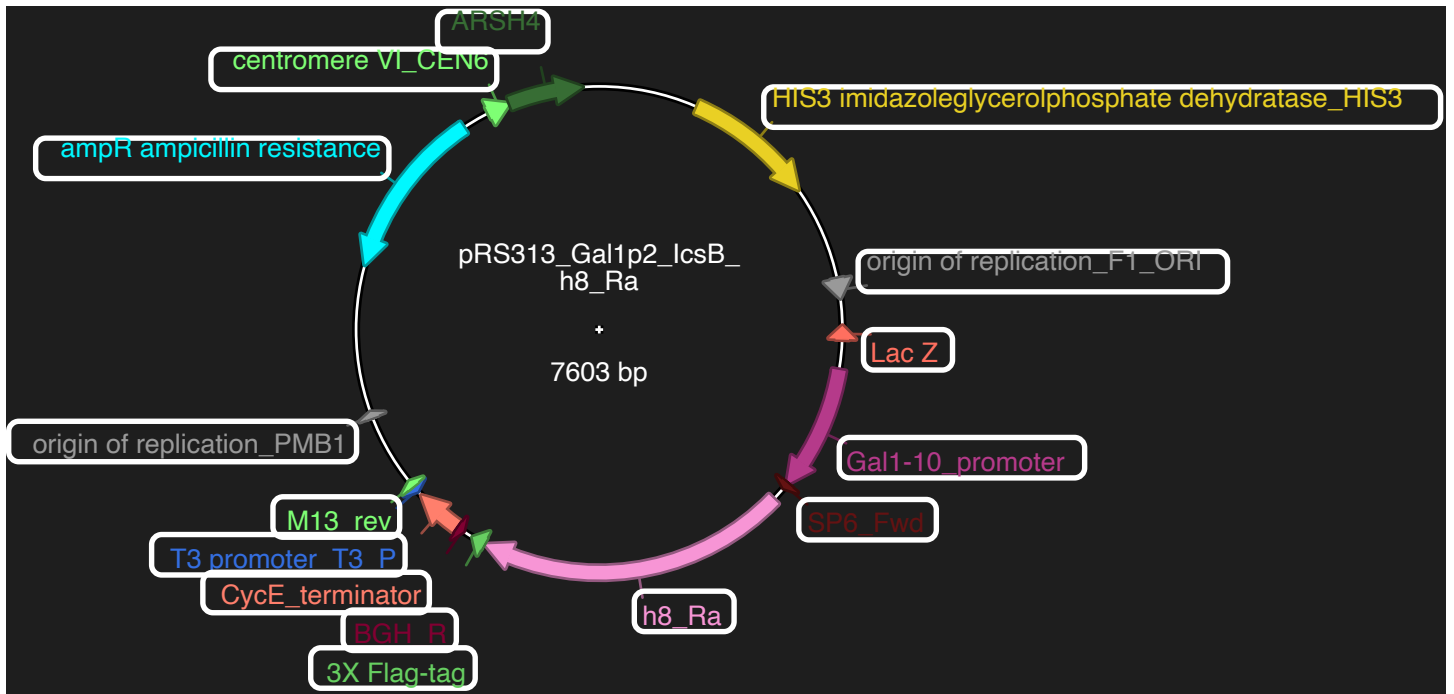 ARSH4
centromere VI_CEN6
HIS3 imidazoleglycerolphosphate dehydratase_HIS3
ampR ampicillin resistance
pRS313_Gal1p2_IcsB_
h8_Ra
7603 bp
origin of replication_F1_ORI
Lac Z
origin of replication_PMB1
Gal1-10_promoter
SP6_Fwd
M13_rev
T3 promoter_T3_P
CycE_terminator
h8_Ra
BGH_R
3X Flag-tag